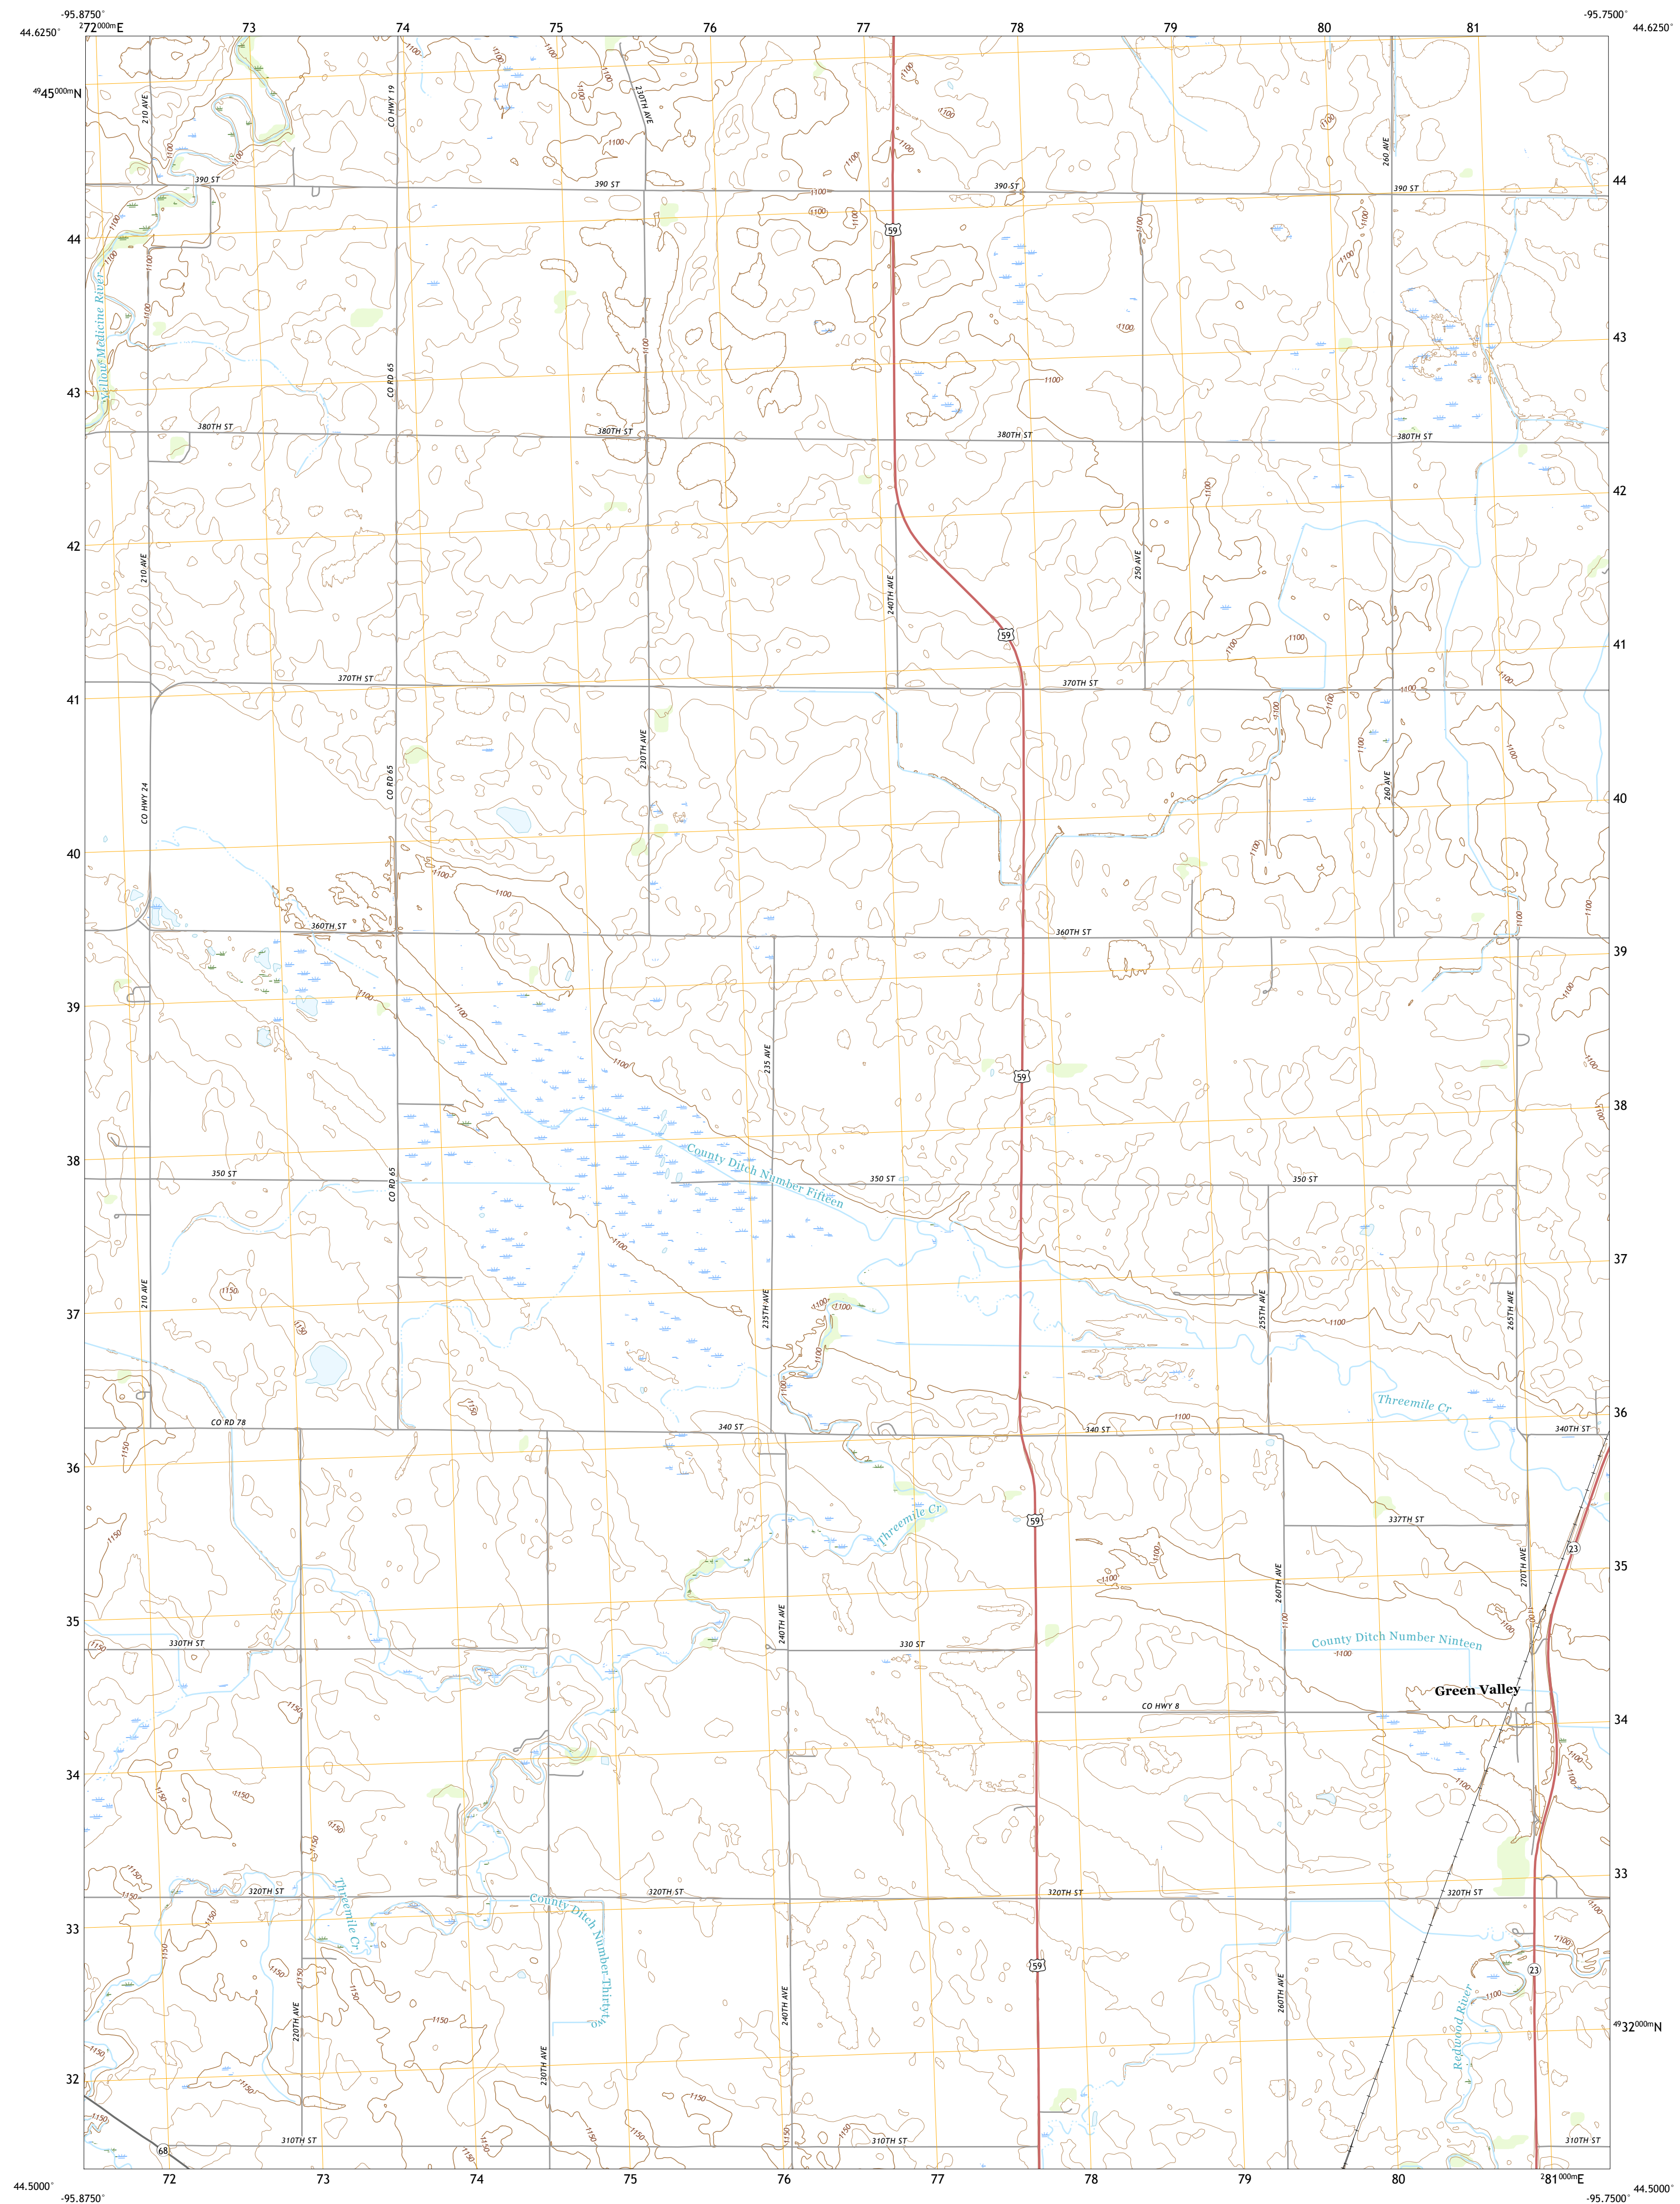 -95.8750°
-95.7500°
44.6250°
272000mE
73
74
75
76
77
78
79
80
81
44.6250°
4945000mN
210 AVE
CO HWY 19
230TH AVE
260 AVE
1100
390 ST
390 ST
390 ST
390 ST
44
44
59
Yellow Medicine River
43
43
CO RD 65
380TH ST
380TH ST
380TH ST
380TH ST
42
42
210 AVE
240TH AVE
250 AVE
59
41
41
370TH ST
370TH ST
230TH AVE
CO RD 65
260 AVE
CO HWY 24
40
40
360TH ST
360TH ST
39
39
235 AVE
59
38
38
County Ditch Number Fifteen
350 ST
350 ST
350 ST
CO RD 65
37
37
210 AVE
235TH AVE
255TH AVE
265TH AVE
1150
1150
1100
Threemile Cr
36
36
CO RD 78
340 ST
340 ST
340TH ST
Threemile Cr
59
337TH ST
23
35
35
240TH AVE
260TH AVE
270TH AVE
330TH ST
330 ST
County Ditch Number Ninteen
1100
Green Valley
CO HWY 8
34
34
33
33
320TH ST
320TH ST
320TH ST
320TH ST
Threemile Cr
County Ditch Number Thirtytwo
59
23
220TH AVE
230TH AVE
240TH AVE
260TH AVE
Redwood River
4932000mN
32
68
310TH ST
310TH ST
310TH ST
44.5000°
72
73
74
75
76
77
78
79
80
281000mE
44.5000°
-95.8750°
-95.7500°